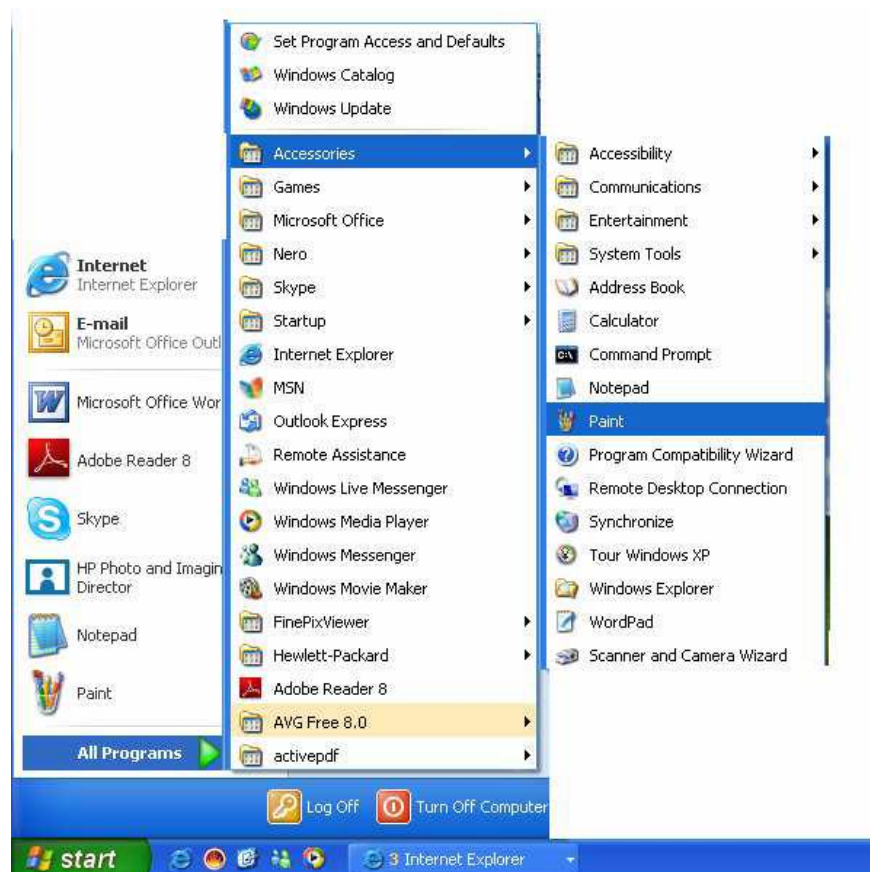 Set Program Access and Defaults
Windows Catalog
Windows Update
Accessories
Games
Microsoft Office
Nero
Skype
Startup
Internet Explorer
MSN
Outlook Express
Remote Assistance
Windows Live Messenger
Windows Media Player
Windows Messenger
Windows Movie Maker
FinePixViewer
Hewlett-Packard
Adobe Reader 8
AVG Free 8.0
activepdf
Accessibility
Communications
Entertainment
System Tools
Address Book
Calculator
Command Prompt
Notepad
Paint
Program Compatibility Wizard
Remote Desktop Connection
Synchronize
Tour Windows XP
Windows Explorer
WordPad
Scanner and Camera Wizard
Internet
Internet Explorer
E-mail
Microsoft Office Outl
Microsoft Office Wor
Adobe Reader 8
Skype
HP Photo and Imagin
Director
Notepad
Paint
All Programs
Log Off
Turn Off Computer
start
3 Internet Explorer